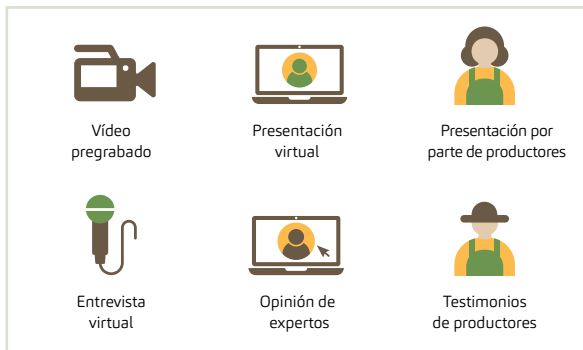 Vídeo
pregrabado
Presentación
virtual
Presentación por
parte de productores
Entrevista
virtual
Opinión de
expertos
Testimonios
de productores